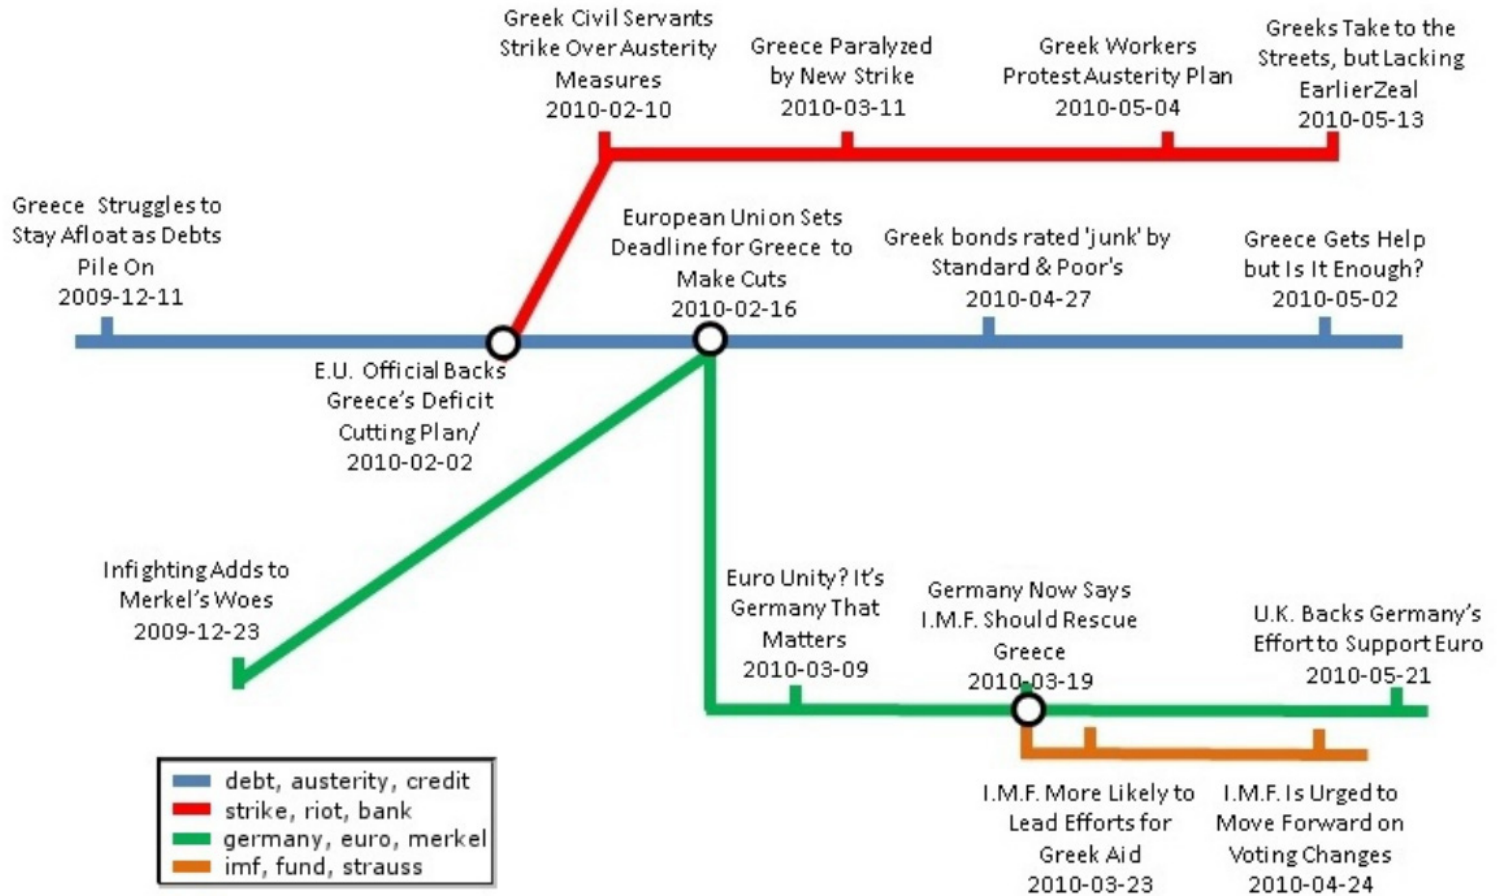 Greek Civil Servants
Strike Over Austerity
Measures
2010-02-10
Greece Paralyzed
by New Strike
2010-03-11
Greek Workers
Protest Austerity Plan
2010-05-04
Greeks Take to the
Streets, but Lacking
Earlier Zeal
2010-05-13
Greece Struggles to
Stay Afloat as Debts
Pile On
2009-12-11
European Union Sets
Deadline for Greece to
Make Cuts
2010-02-16
Greek bonds rated 'junk' by
Standard & Poor's
2010-04-27
Greece Gets Help
but Is It Enough?
2010-05-02
E.U. Official Backs
Greece's Deficit
Cutting Plan/
2010-02-02
Infighting Adds to
Merkel's Woes
2009-12-23
Euro Unity? It's
Germany That
Matters
2010-03-09
Germany Now Says
I.M.F. Should Rescue
Greece
2010-03-19
U.K. Backs Germany's
Effort to Support Euro
2010-05-21
I.M.F. More Likely to
Lead Efforts for
Greek Aid
2010-03-23
I.M.F. Is Urged to
Move Forward on
Voting Changes
2010-04-24
debt, austerity, credit
strike, riot, bank
germany, euro, merkel
imf, fund, strauss